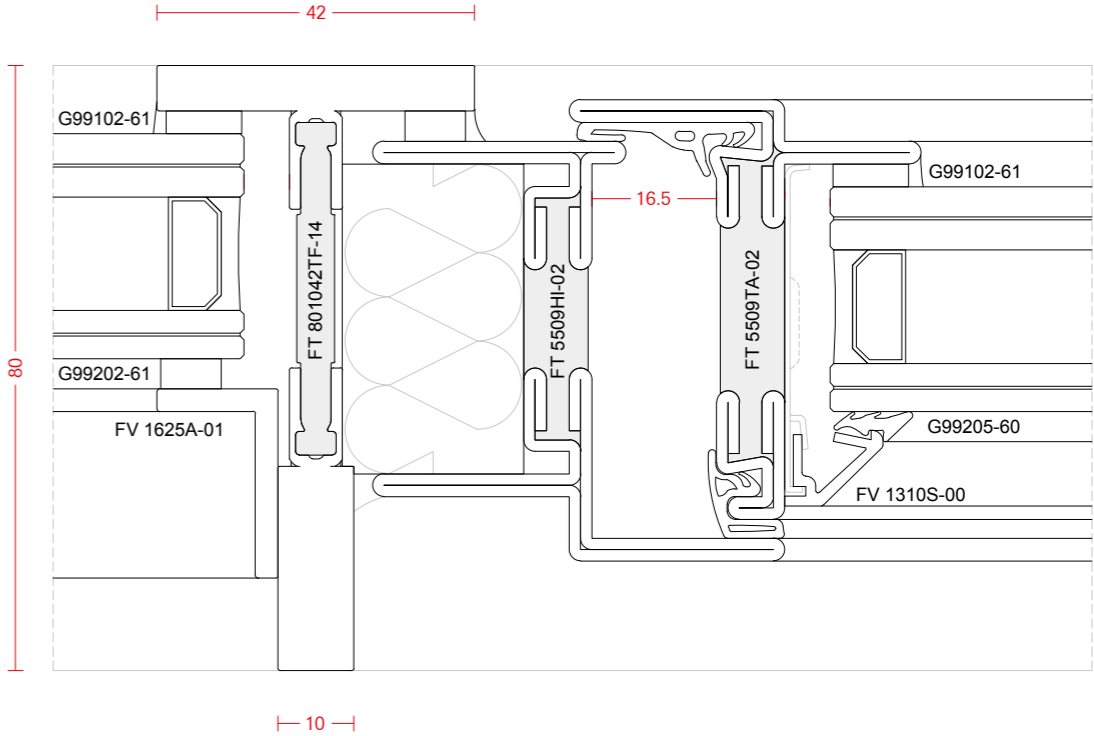 42
G99102-61
G99102-61
16.5
FT 801042TF-14
FT 5509HI-02
FT 5509TA-02
80
G99202-61
FV 1625A-01
G99205-60
FV 1310S-00
10